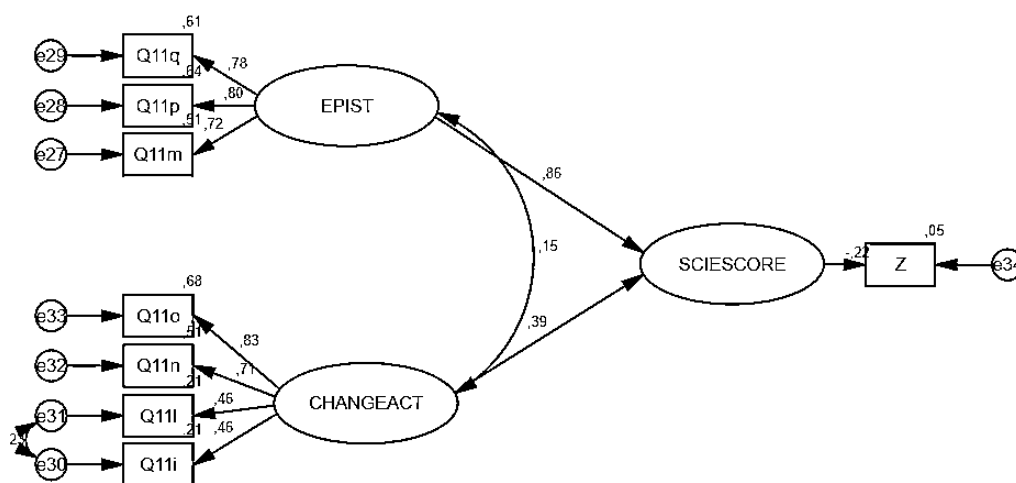 ,61
e29
Q11q
,78
,64
e28
Q11p
,80
EPIST
,51
,72
e27
Q11m
,86
,15
,05
SCIESCORE
-,22
Z
e34
,68
e33
Q11o
,39
,51
,83
e32
Q11n
,71
,21
e31
Q11l
,46
CHANGEACT
,21
,46
e30
Q11i